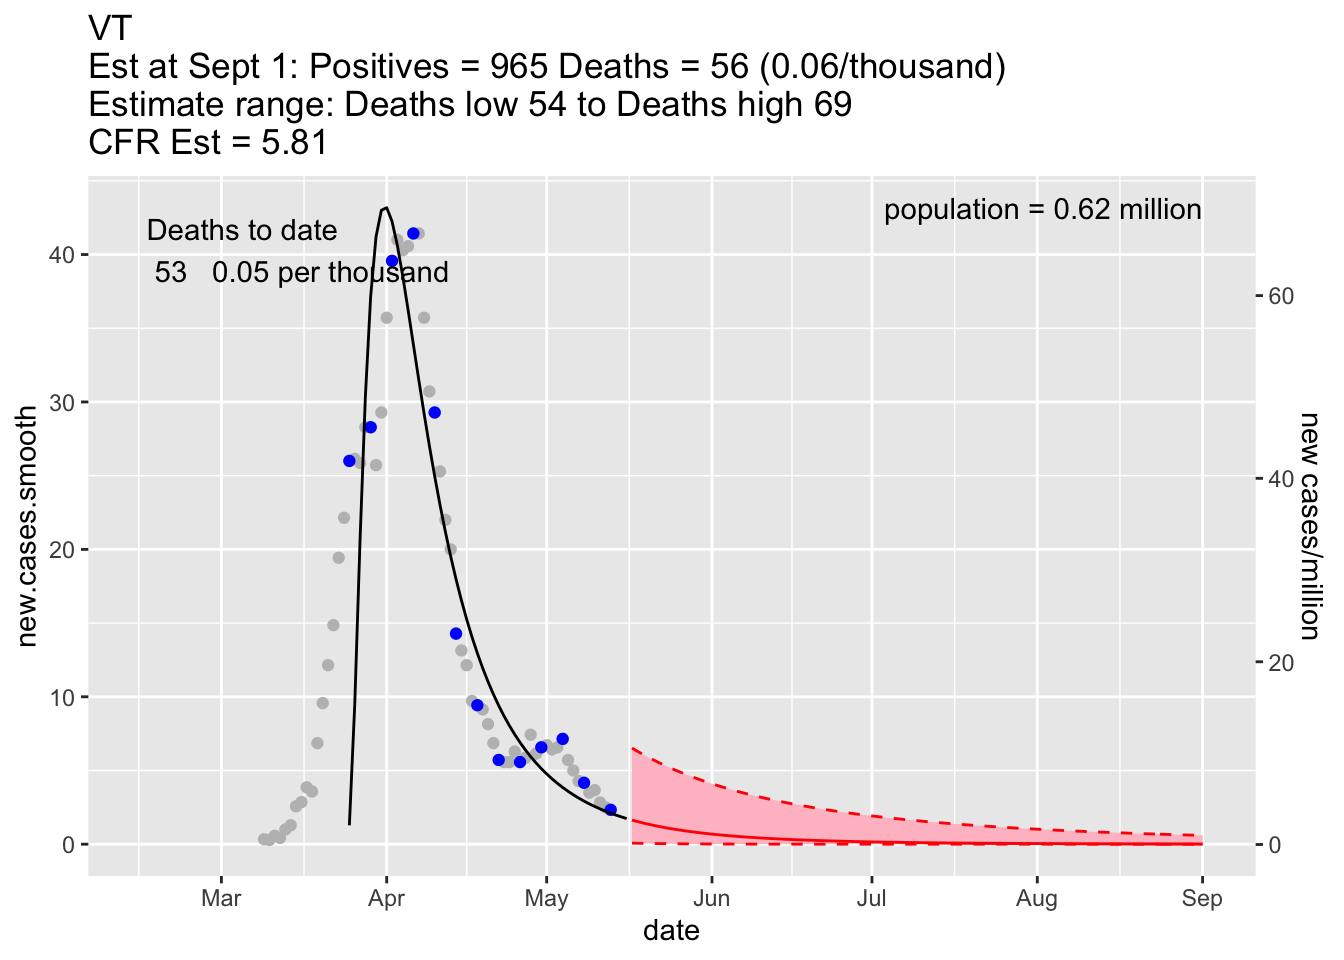 VT
Est at Sept 1: Positives = 965 Deaths = 56 (0.06/thousand)
Estimate range: Deaths low 54 to Deaths high 69
CFR Est = 5.81
Deaths to date
53 0.05 per thousand
population = 0.62 million
new.cases.smooth
40
30
20
10
0
new cases/million
60
40
20
0
Mar
Apr
May
Jun
Jul
Aug
Sep
date